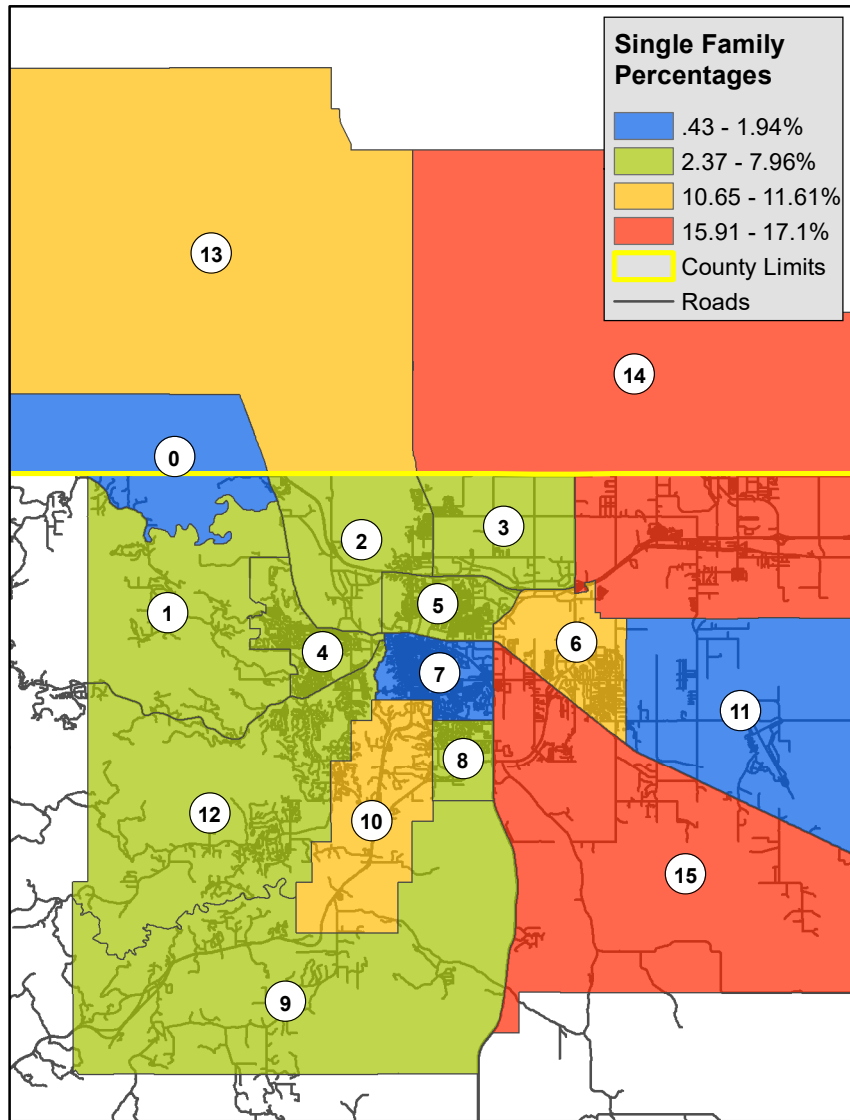 Single Family
Percentages
.43 - 1.94%
2.37 - 7.96%
10.65 - 11.61%
15.91 - 17.1%
County Limits
Roads
13
14
0
3
2
5
1
6
4
7
11
8
12
10
15
9